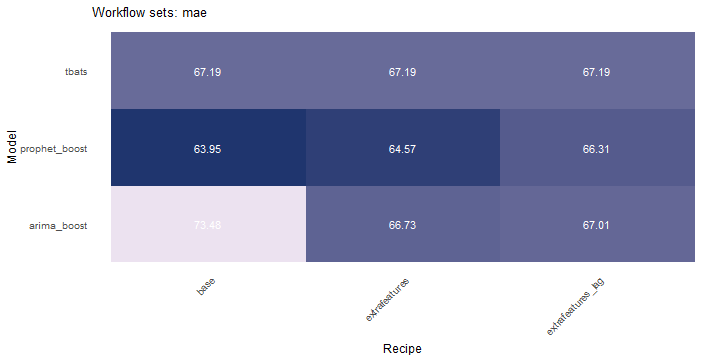 Workflow sets: mae
Model
tbats
67.19 67.19 67.19
prophet_boost
63.95 64.57 66.31
arima_boost
73.48 66.73 67.01
base
extrafeatures
extrafeatures_lag
Recipe